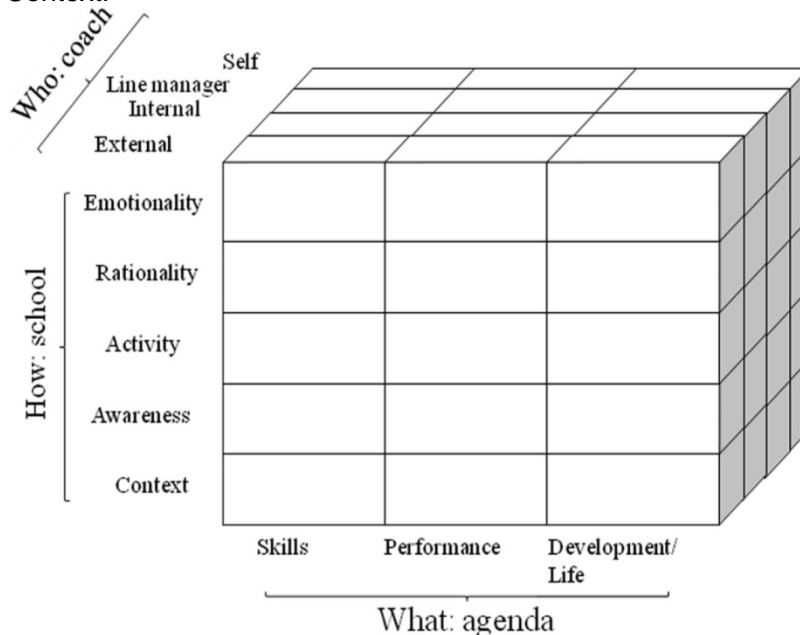 Who: coach
Self
Line manager
Internal
External
How: school
Emotionality
Rationality
Activity
Awareness
Context
Skills
Performance
Development/
Life
What: agenda